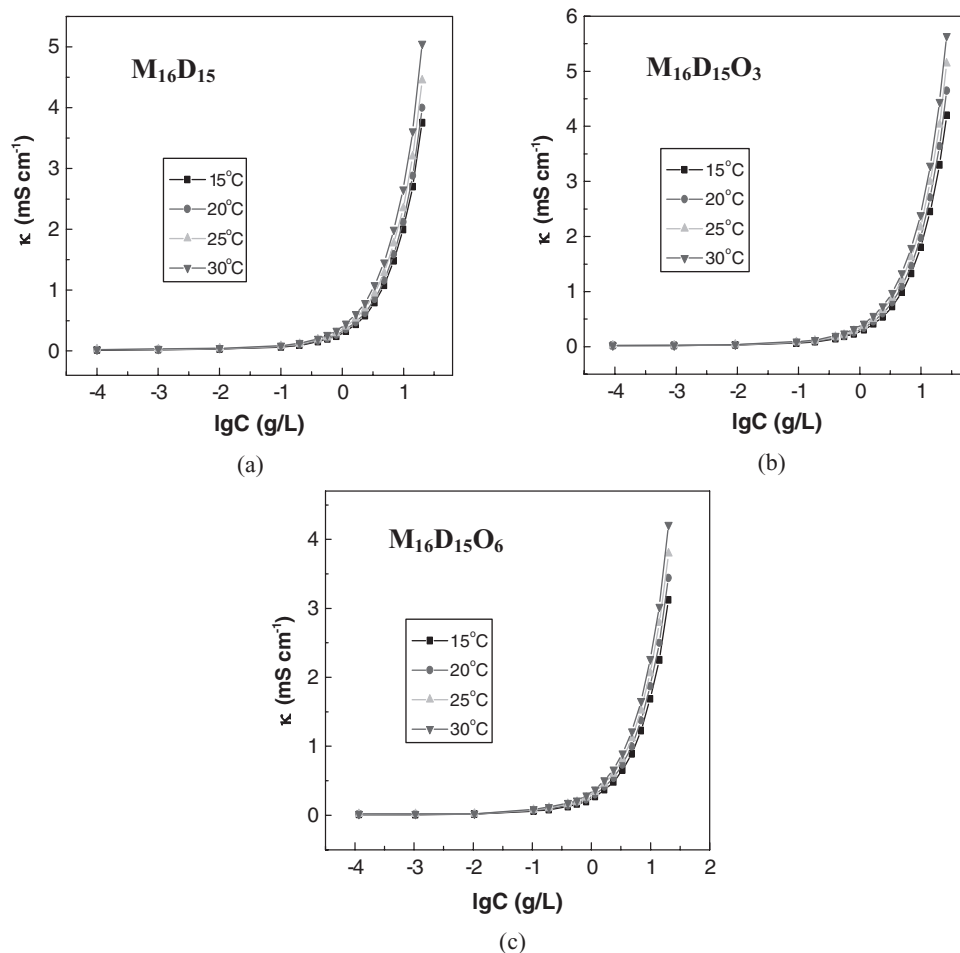 M₁₆D₁₅
κ (mS cm⁻¹)
5
4
3
2
1
0
15°C
20°C
25°C
30°C
-4 -3 -2 -1 0 1
lgC (g/L)
(a)
M₁₆D₁₅O₃
κ (mS cm⁻¹)
6
5
4
3
2
1
0
15°C
20°C
25°C
30°C
-4 -3 -2 -1 0 1
lgC (g/L)
(b)
M₁₆D₁₅O₆
κ (mS cm⁻¹)
4
3
2
1
0
15°C
20°C
25°C
30°C
-4 -3 -2 -1 0 1 2
lgC (g/L)
(c)